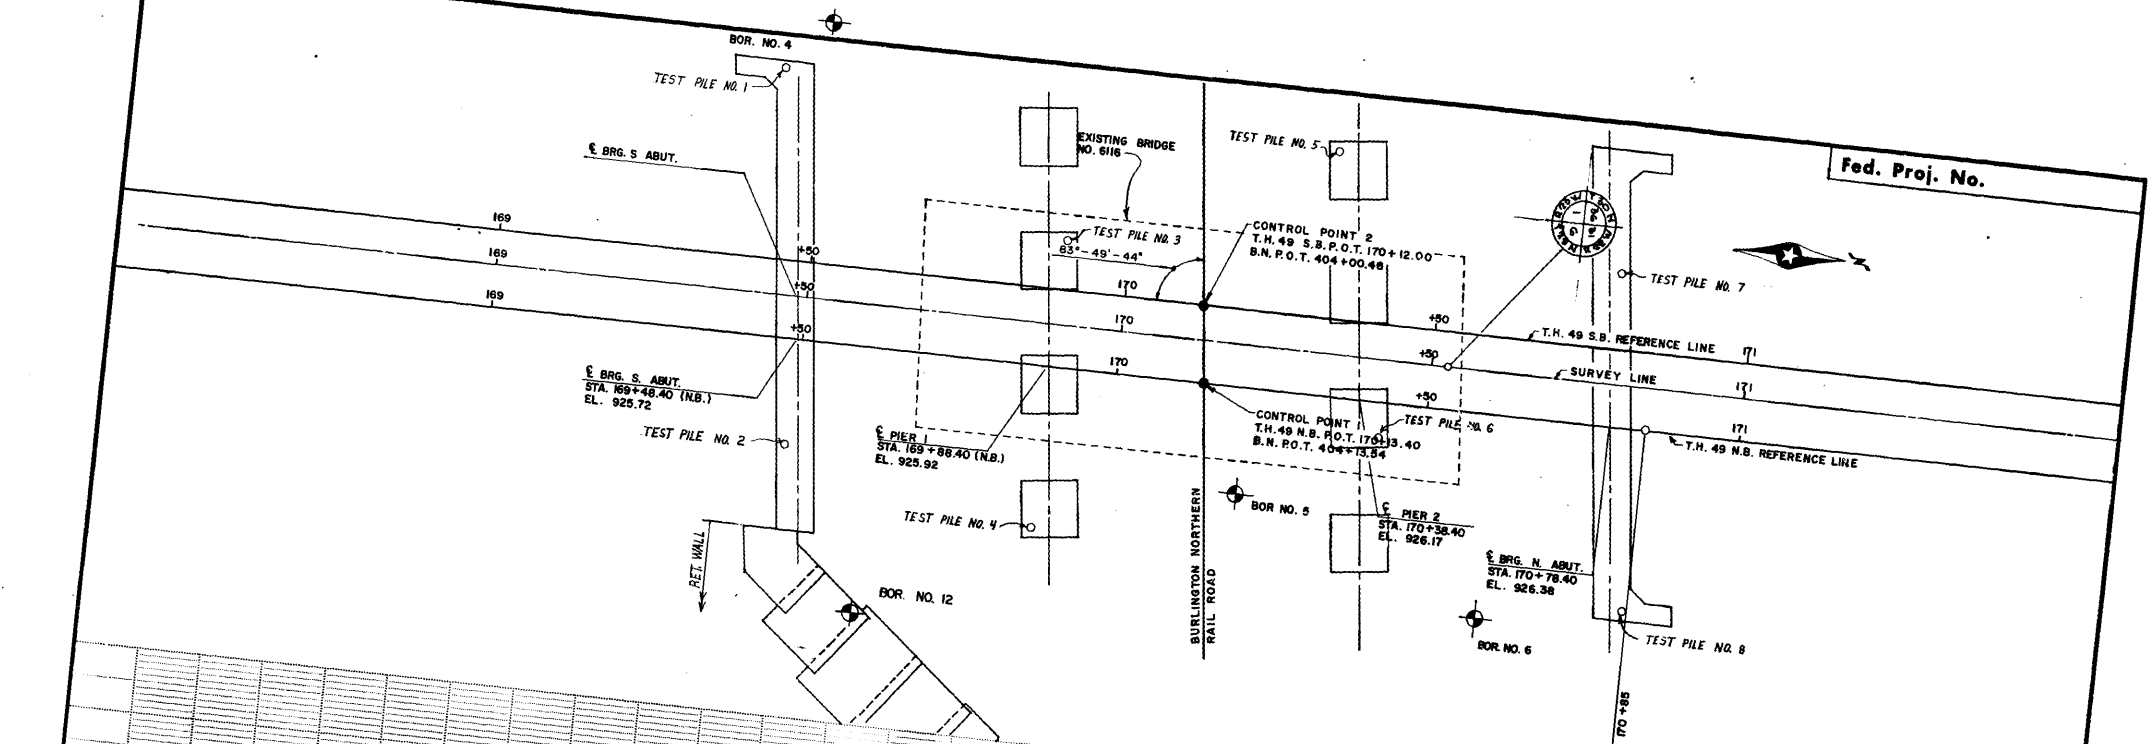 BOR. NO. 4
TEST PILE NO. 1
℄ BRG. S ABUT.
EXISTING BRIDGE
NO. 6116
TEST PILE NO. 5
Fed. Proj. No.
TEST PILE NO. 3
83°-49'-44"
CONTROL POINT 2
T.H. 49 S.B. P.O.T. 170+12.00
B.N. P.O.T. 404+00.46
TEST PILE NO. 7
169
+50
170
+50
171
T.H. 49 S.B. REFERENCE LINE
169
+50
170
+50
171
SURVEY LINE
169
+50
170
+50
171
T.H. 49 N.B. REFERENCE LINE
℄ BRG. S. ABUT.
STA. 169+48.40 (N.B.)
EL. 925.72
TEST PILE NO. 2
℄ PIER 1
STA. 169+88.40 (N.B.)
EL. 925.92
CONTROL POINT 1
T.H. 49 N.B. P.O.T. 170+13.40
B.N. P.O.T. 404+13.54
TEST PILE NO. 6
TEST PILE NO. 4
BOR NO. 5
℄ PIER 2
STA. 170+38.40
EL. 926.17
℄ BRG. N. ABUT.
STA. 170+78.40
EL. 926.38
RET. WALL
BOR. NO. 12
BURLINGTON NORTHERN
RAIL ROAD
BOR. NO. 6
TEST PILE NO. 8
170+85